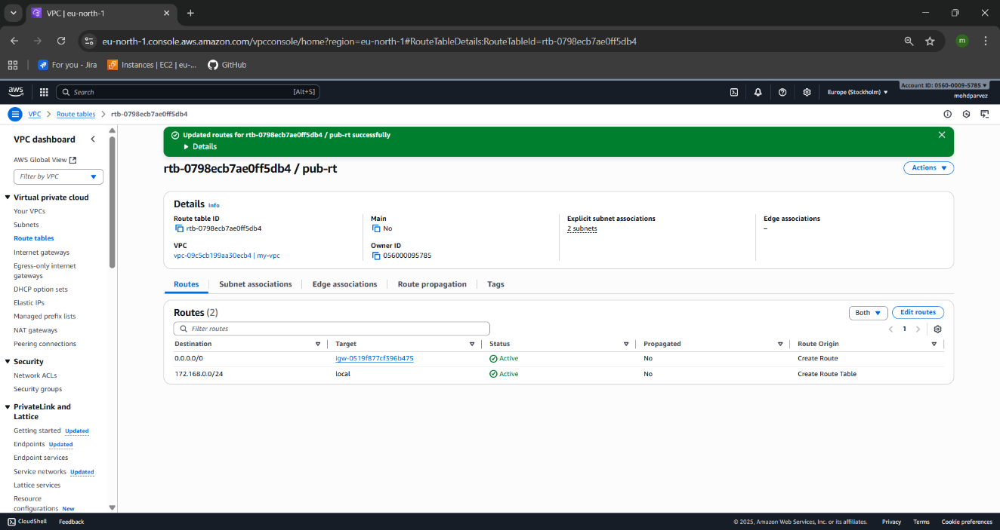 VPC | eu-north-1
eu-north-1.console.aws.amazon.com/vpcconsole/home?region=eu-north-1#RouteTableDetails:RouteTableId=rtb-0798ecb7ae0ff5db4
m
For you - Jira
Instances | EC2 | eu-...
GitHub
aws
Search
[Alt+S]
Europe (Stockholm)
Account ID: 0560-0009-5785
mohdparvez
VPC
Route tables
rtb-0798ecb7ae0ff5db4
VPC dashboard
AWS Global View
Filter by VPC
Virtual private cloud
Your VPCs
Subnets
Route tables
Internet gateways
Egress-only internet
gateways
DHCP option sets
Elastic IPs
Managed prefix lists
NAT gateways
Peering connections
Security
Network ACLs
Security groups
PrivateLink and
Lattice
Getting started Updated
Endpoints Updated
Endpoint services
Service networks Updated
Lattice services
Resource
configurations New
Updated routes for rtb-0798ecb7ae0ff5db4 / pub-rt successfully
Details
rtb-0798ecb7ae0ff5db4 / pub-rt
Actions
Details Info
Route table ID
rtb-0798ecb7ae0ff5db4
VPC
vpc-09c5cb199aa30ecb4 | my-vpc
Main
No
Owner ID
056000095785
Explicit subnet associations
2 subnets
Edge associations
–
Routes
Subnet associations
Edge associations
Route propagation
Tags
Routes (2)
Both
Edit routes
Filter routes
1
Destination Target Status Propagated Route Origin
0.0.0.0/0 igw-0519f877cf396b475 Active No Create Route
172.168.0.0/24 local Active No Create Route Table
CloudShell
Feedback
© 2025, Amazon Web Services, Inc. or its affiliates.
Privacy
Terms
Cookie preferences